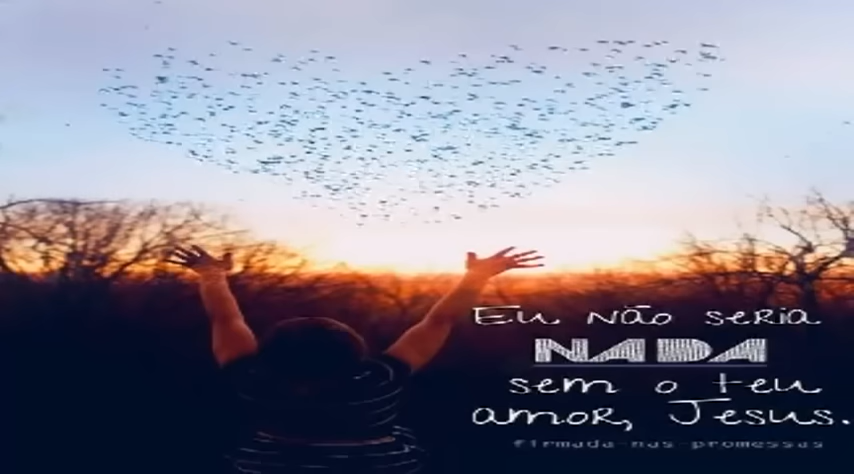 Eu não seria
NADA
sem o teu
amor, Jesus.
firmada-nas-promessas